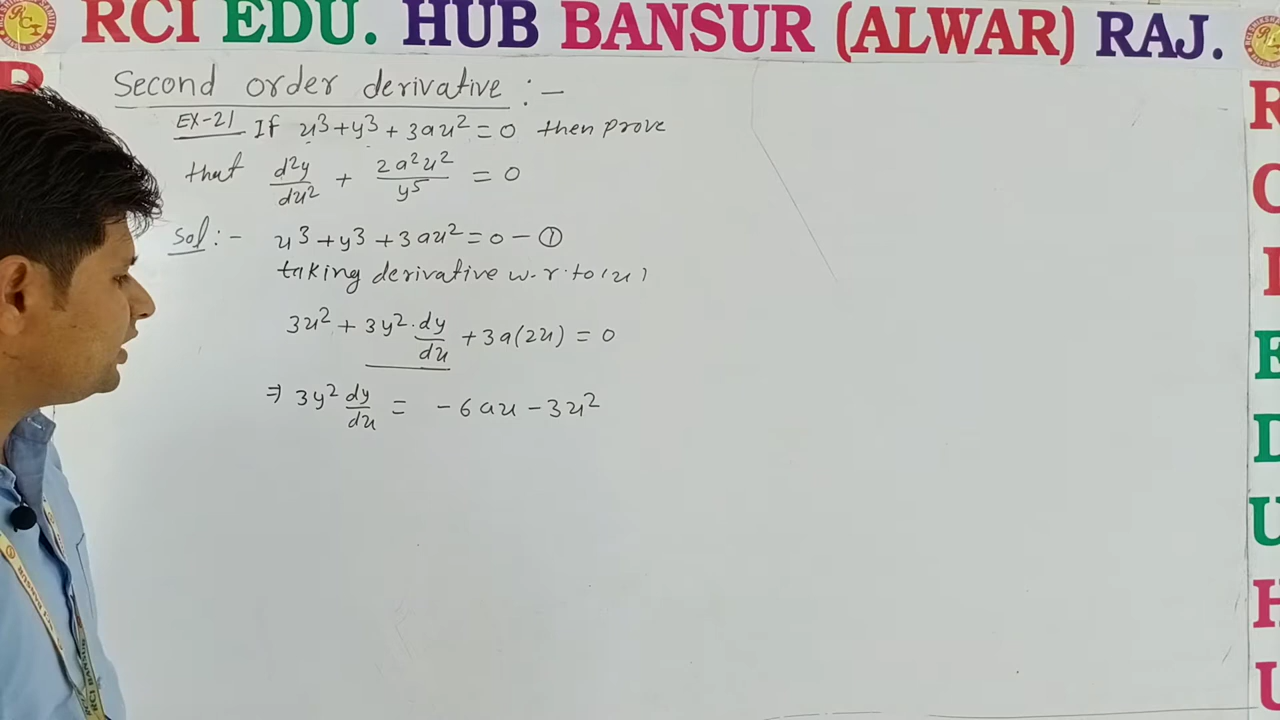 RCI EDU. HUB BANSUR (ALWAR) RAJ.
Second order derivative :-
EX-21 If x³+y³+3ax²=0 then prove
that d²y/dx² + 2a²x²/y⁵ = 0
Sol :- x³+y³+3ax²=0 - ①
taking derivative w.r.to (x)
3x² + 3y².dy/dx + 3a(2x) = 0
⇒ 3y² dy/dx = -6ax - 3x²
R
C
I
E
D
U
H
U
RCI BANSUR